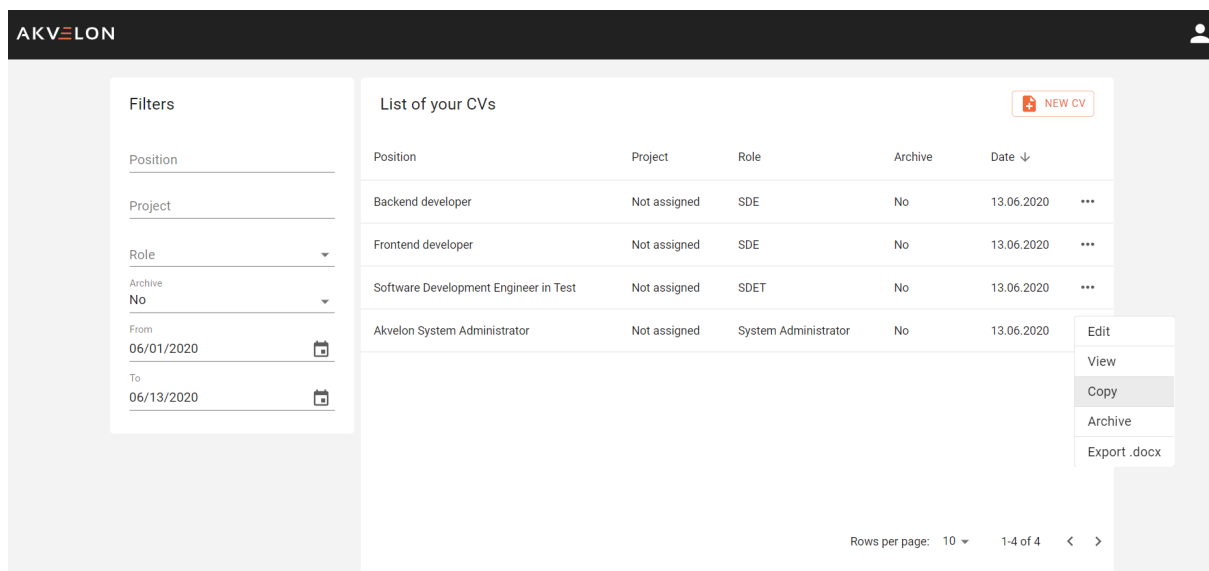 AKVELON
Filters
Position
Project
Role
Archive
No
From
06/01/2020
To
06/13/2020
List of your CVs
NEW CV
Position Project Role Archive Date
Backend developer Not assigned SDE No 13.06.2020
Frontend developer Not assigned SDE No 13.06.2020
Software Development Engineer in Test Not assigned SDET No 13.06.2020
Akvelon System Administrator Not assigned System Administrator No 13.06.2020
Edit
View
Copy
Archive
Export .docx
Rows per page: 10 1-4 of 4